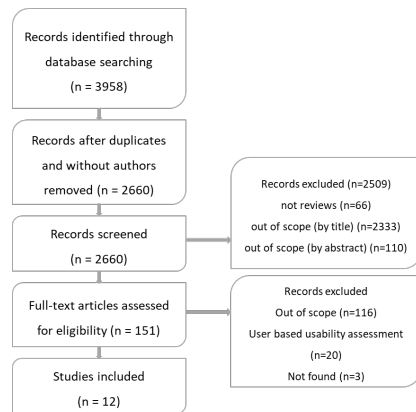 Records identified through
database searching
(n = 3958)
Records after duplicates
and without authors
removed (n = 2660)
Records screened
(n = 2660)
Full-text articles assessed
for eligibility (n = 151)
Studies included
(n = 12)
Records excluded (n=2509)
not reviews (n=66)
out of scope (by title) (n=2333)
out of scope (by abstract) (n=110)
Records excluded
Out of scope (n=116)
User based usability assessment
(n=20)
Not found (n=3)